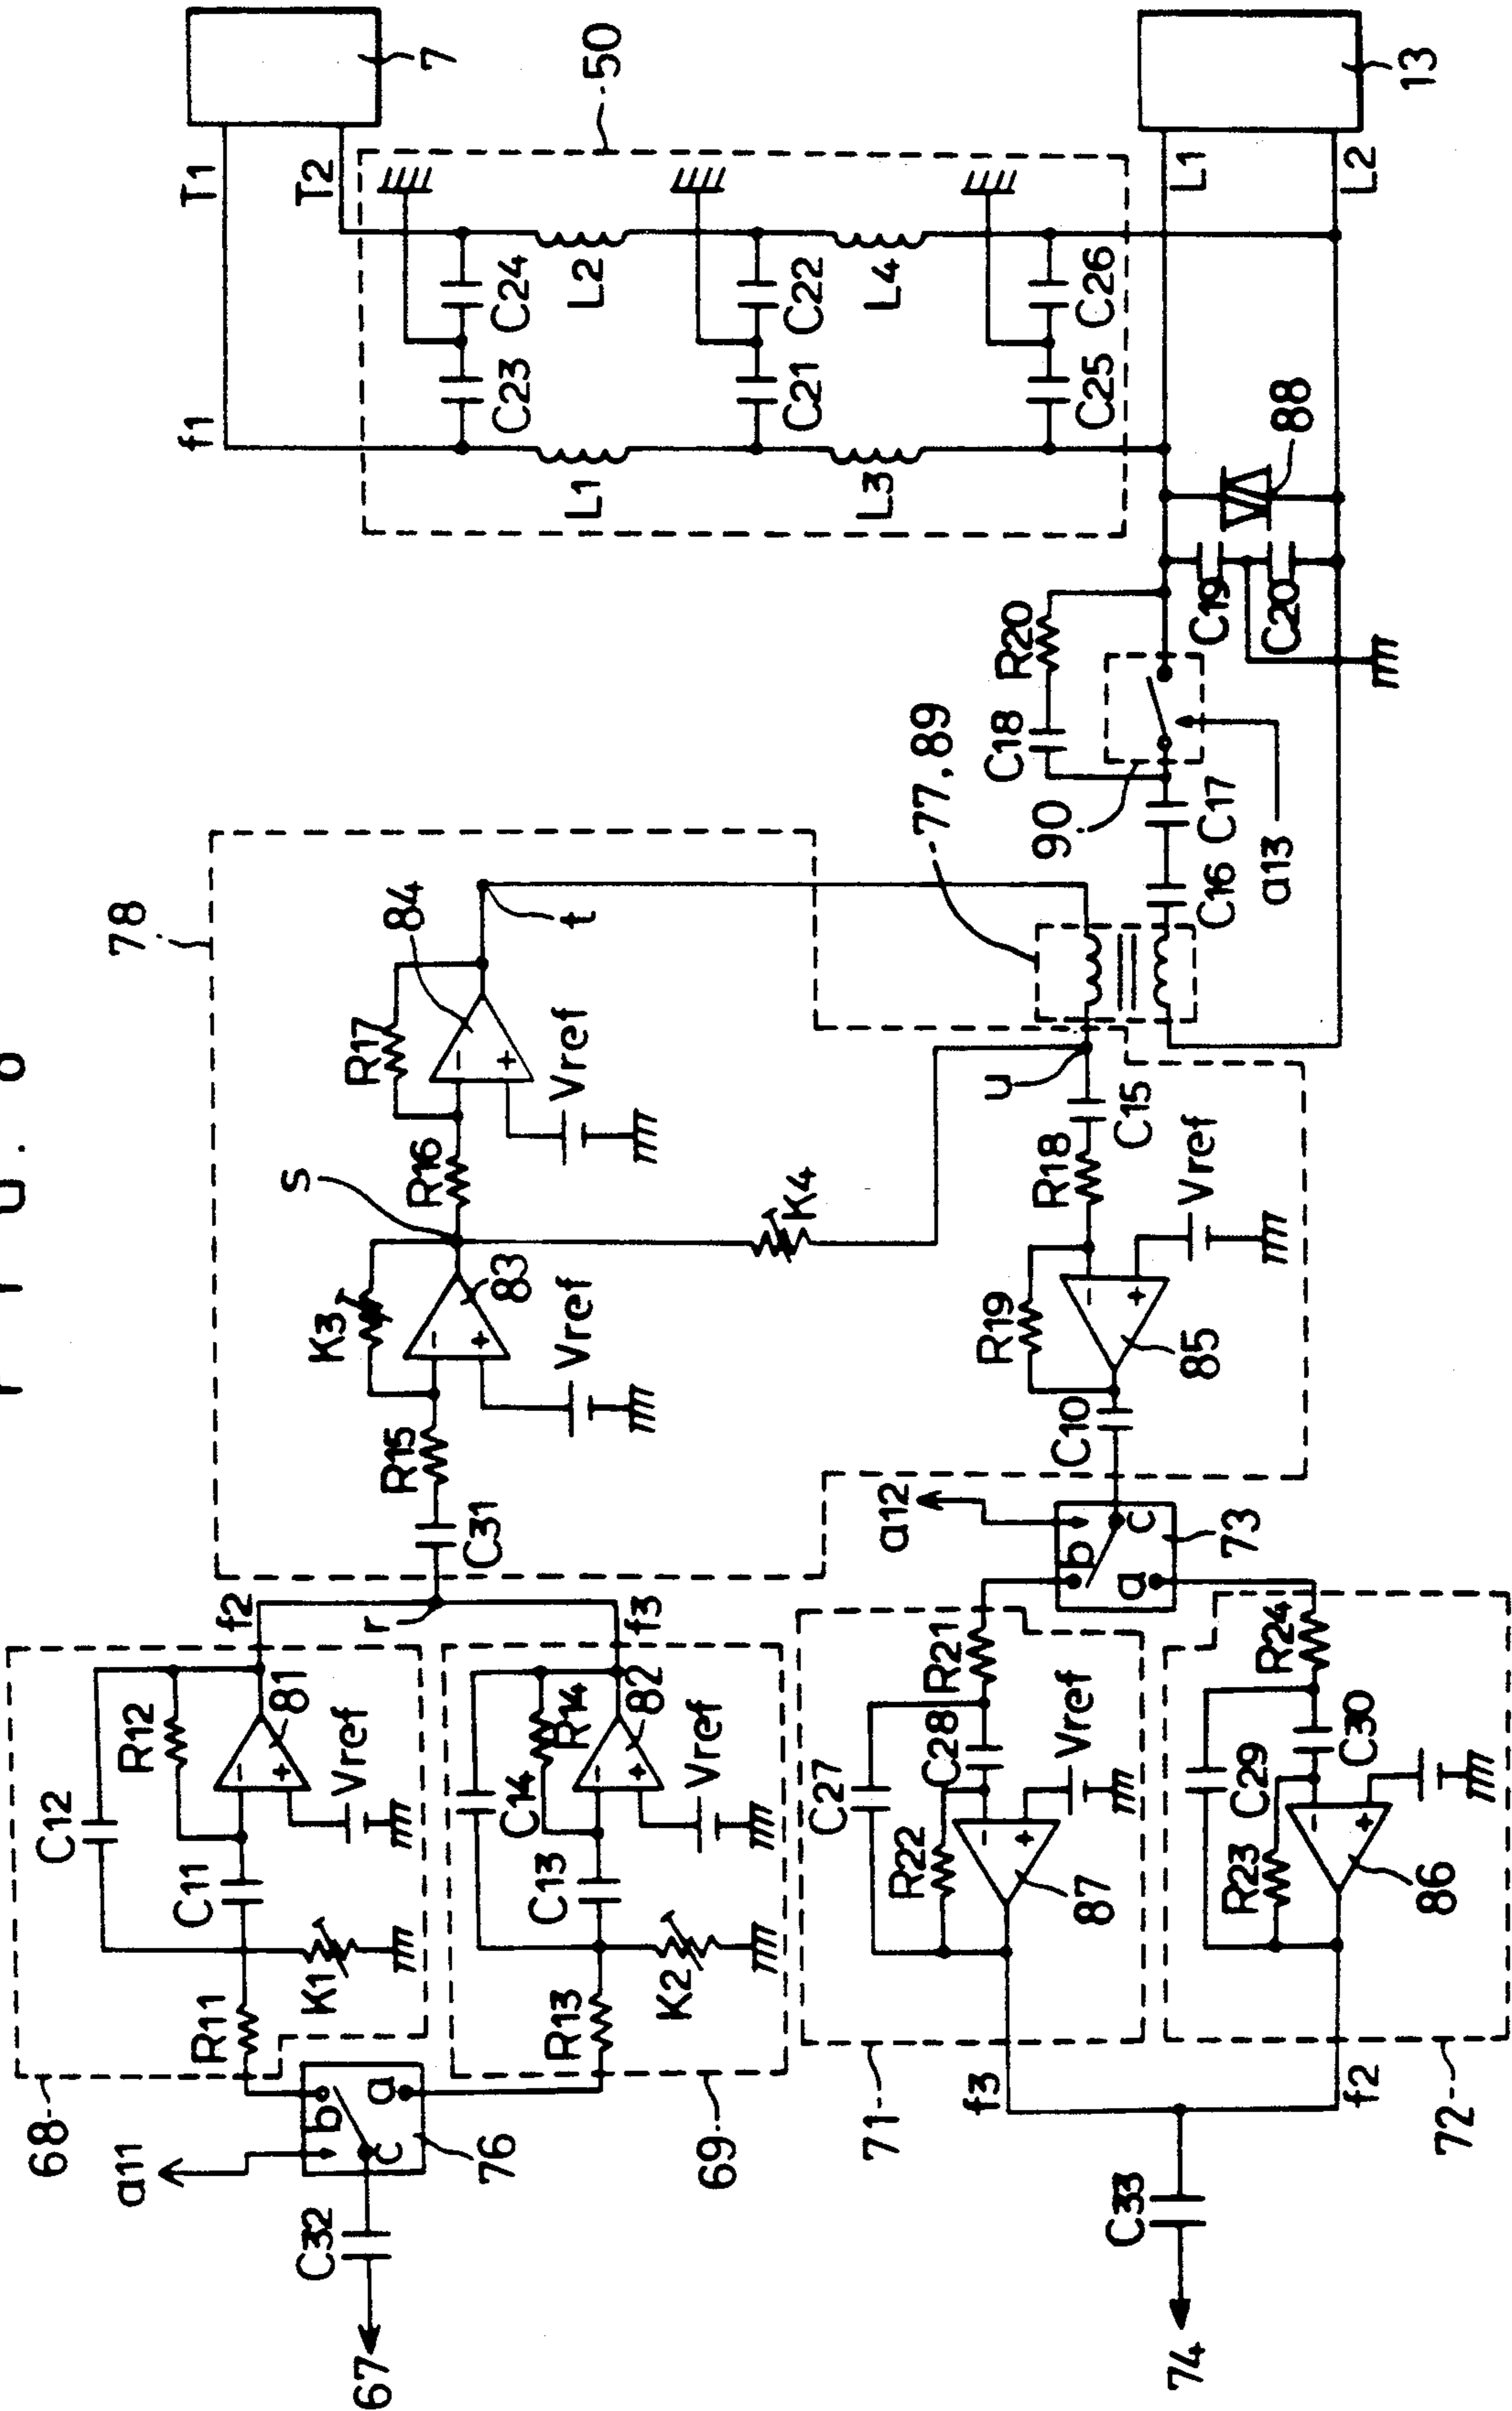 78
68
a11
C12
R12
f2
81
Vref
C11
K1
R11
b
a
c
76
C32
67
r
C31
R15
K3
83
Vref
s
R16
R17
84
Vref
t
K4
T1
7
T2
f1
50
C23
C24
L1
L2
C21
C22
L3
L4
C25
C26
69
R13
K2
C13
C14
R14
82
Vref
f3
71
f3
C27
C28
R21
R22
87
Vref
a12
b
a
c
73
C10
R19
85
R18
C15
Vref
u
77, 89
90
C16
C17
a13
C18
R20
C19
C20
88
L1
L2
13
C33
74
72
f2
R23
C29
C30
R24
86